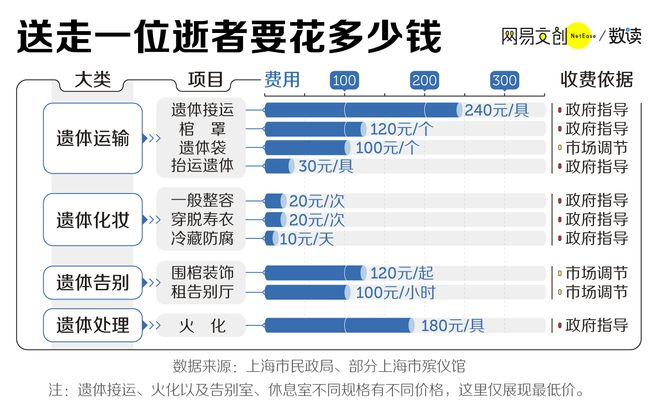 送走一位逝者要花多少钱
网易文创 NetEase / 数读
大类 项目 费用 100 200 300 收费依据
遗体运输
遗体接运 240元/具 政府指导
棺罩 120元/个 政府指导
遗体袋 100元/个 市场调节
抬运遗体 30元/具 政府指导
遗体化妆
一般整容 20元/次 政府指导
穿脱寿衣 20元/次 政府指导
冷藏防腐 10元/天 政府指导
遗体告别
围棺装饰 120元/起 市场调节
租告别厅 100元/小时 市场调节
遗体处理
火化 180元/具 政府指导
数据来源：上海市民政局、部分上海市殡仪馆
注：遗体接运、火化以及告别室、休息室不同规格有不同价格，这里仅展现最低价。